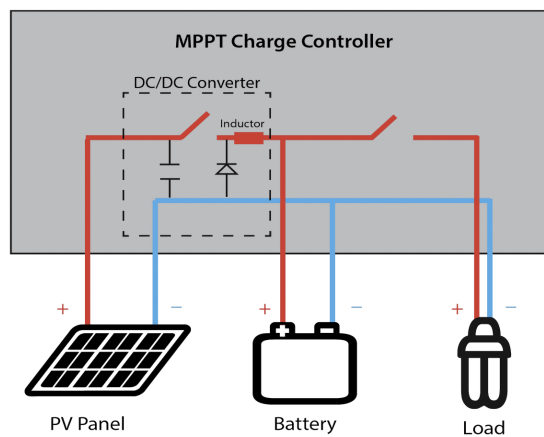 MPPT Charge Controller
DC/DC Converter
Inductor
+ − + − + −
PV Panel
Battery
Load